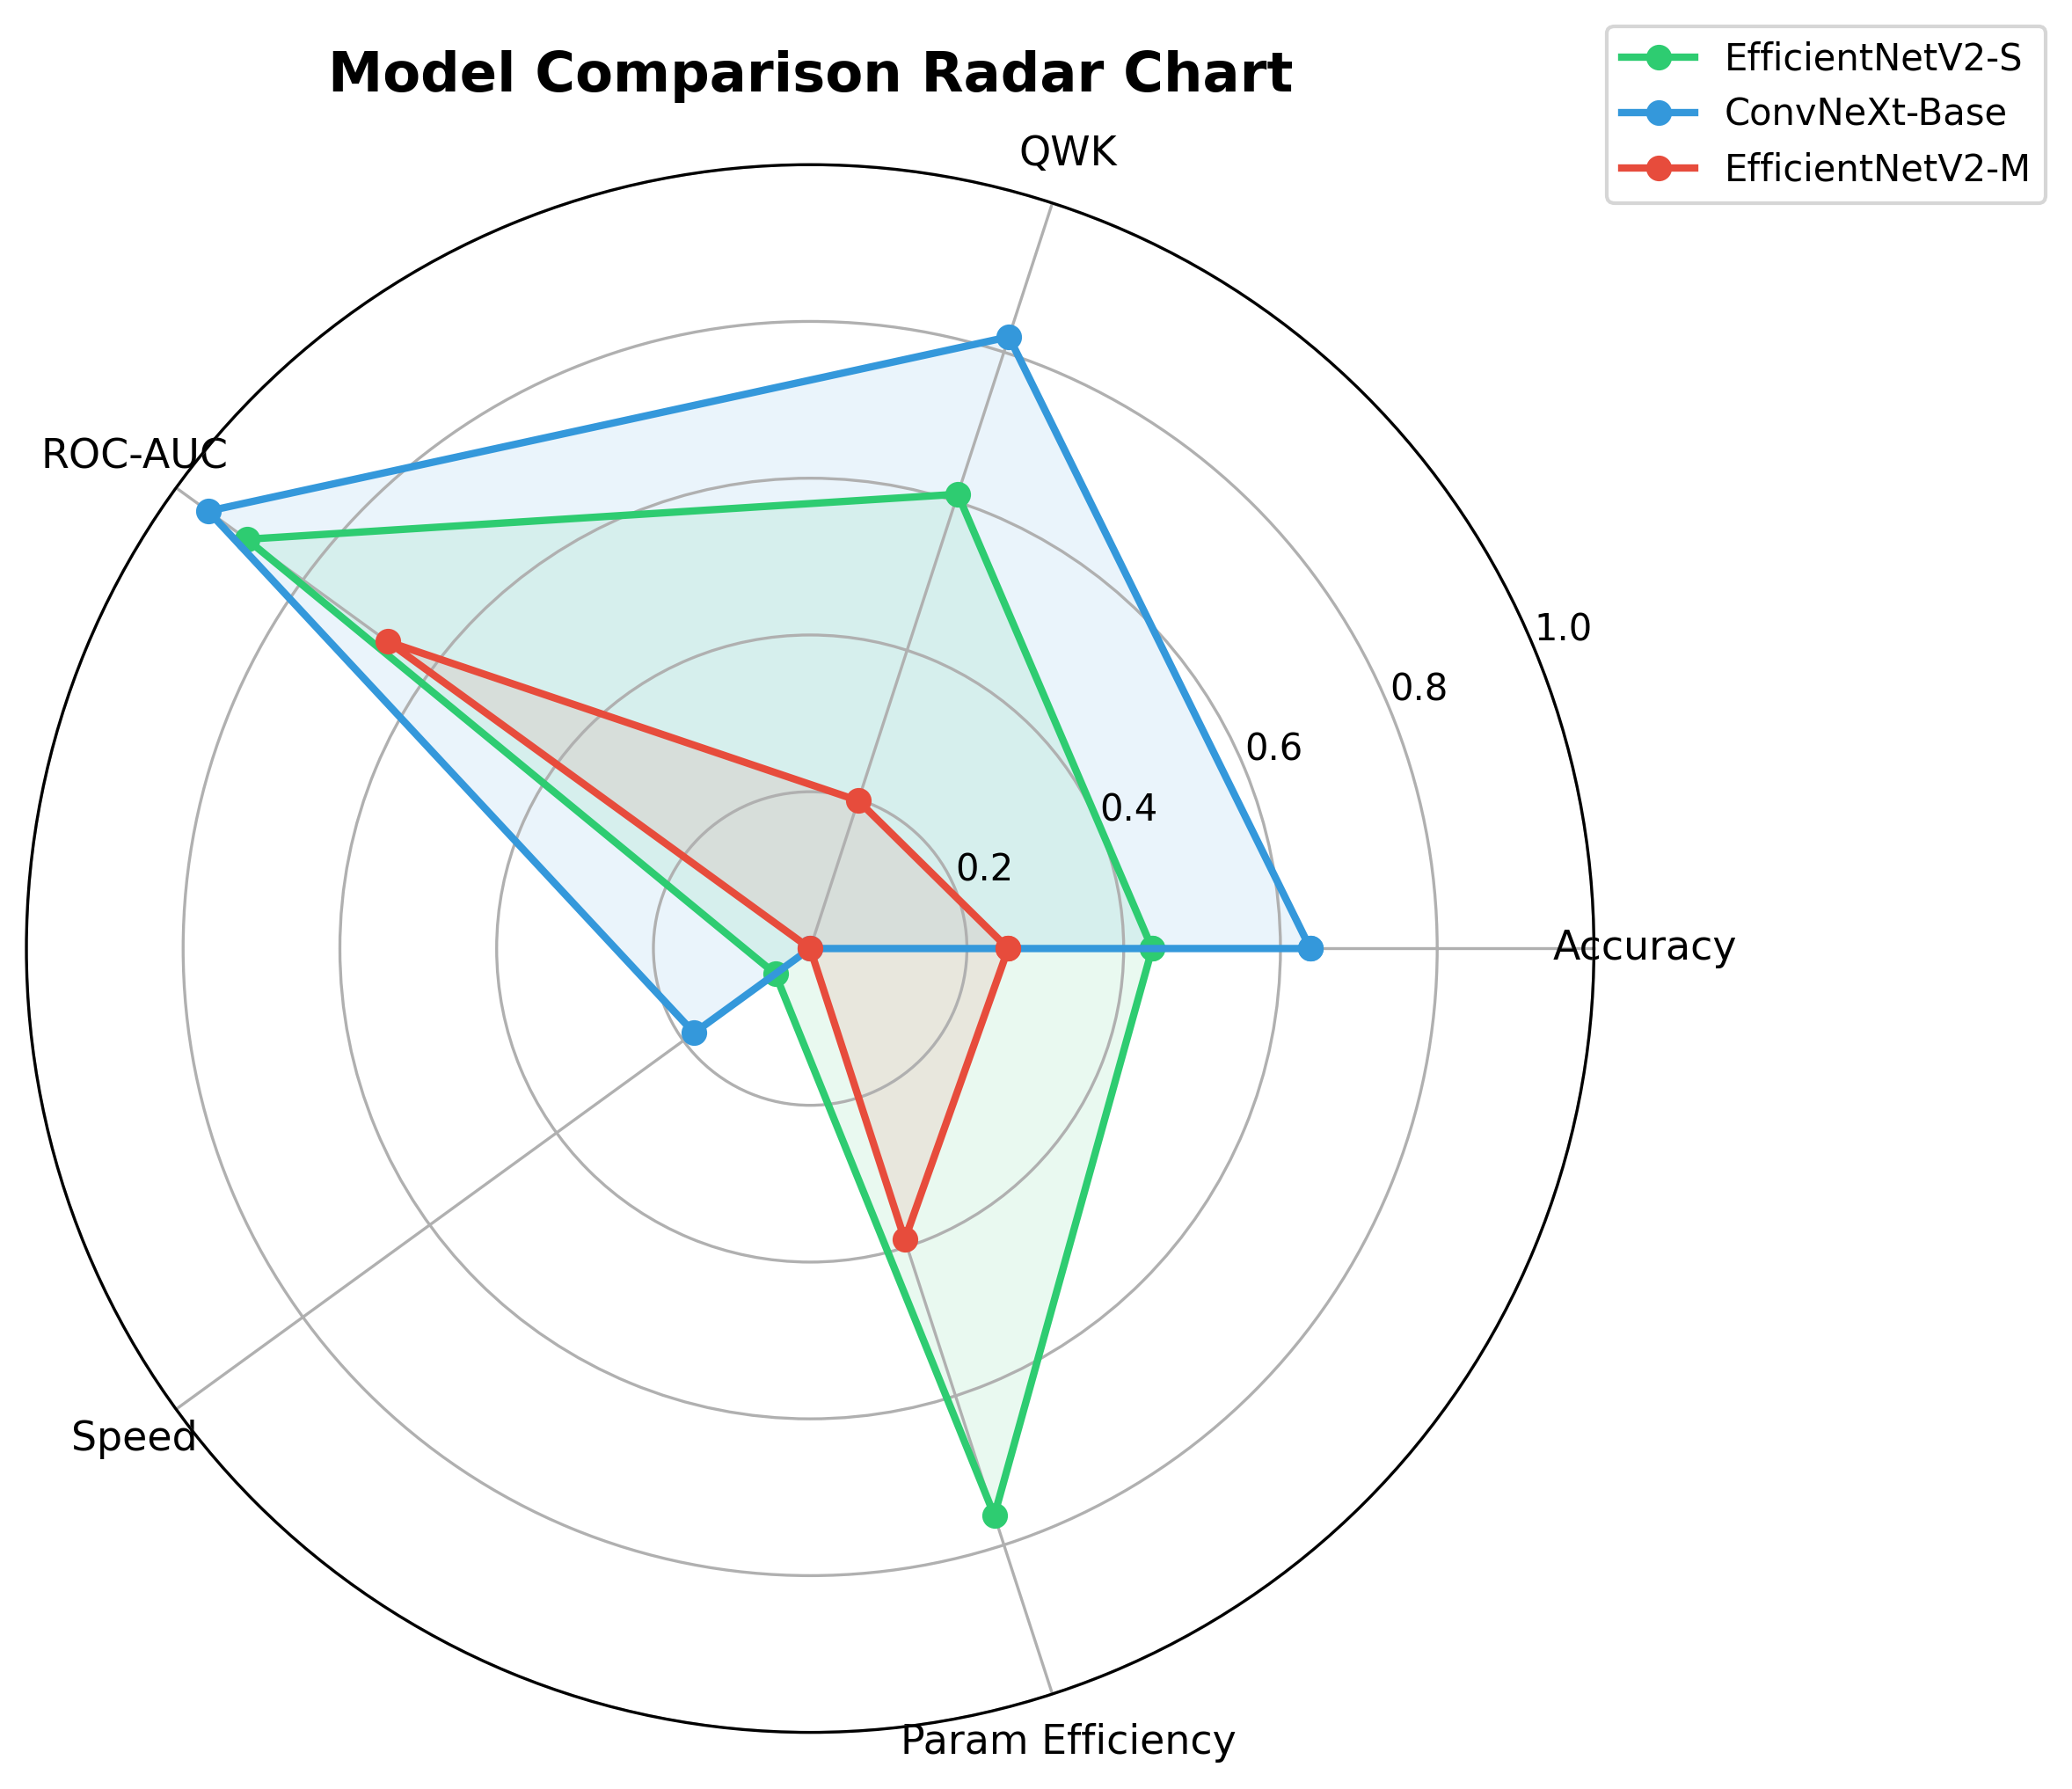 Model Comparison Radar Chart
EfficientNetV2-S
ConvNeXt-Base
EfficientNetV2-M
QWK
ROC-AUC
1.0
0.8
0.6
0.4
0.2
Accuracy
Speed
Param Efficiency